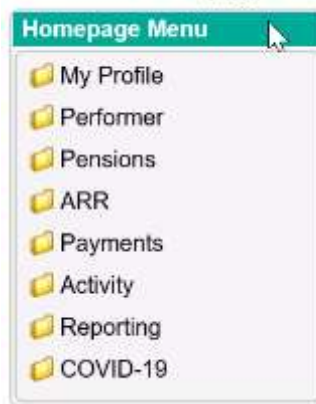 Homepage Menu
My Profile
Performer
Pensions
ARR
Payments
Activity
Reporting
COVID-19